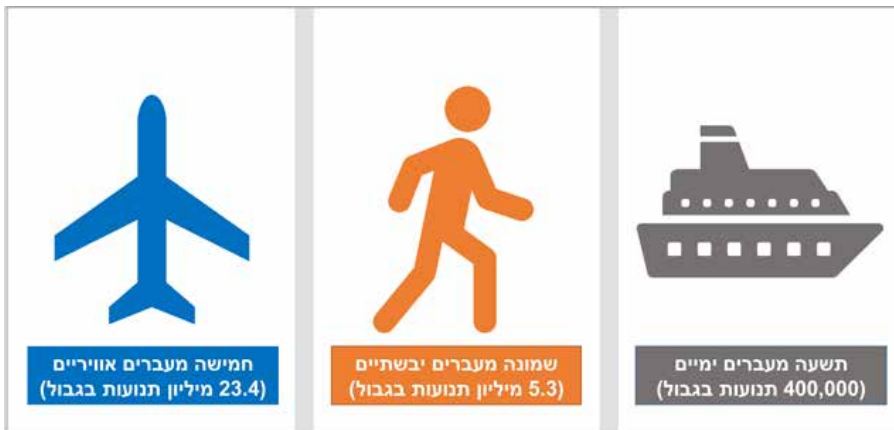 תשעה מעברים ימיים
(400,000 תנועות בגבול)
שמונה מעברים יבשתיים
(5.3 מיליון תנועות בגבול)
חמישה מעברים אוויריים
(23.4 מיליון תנועות בגבול)